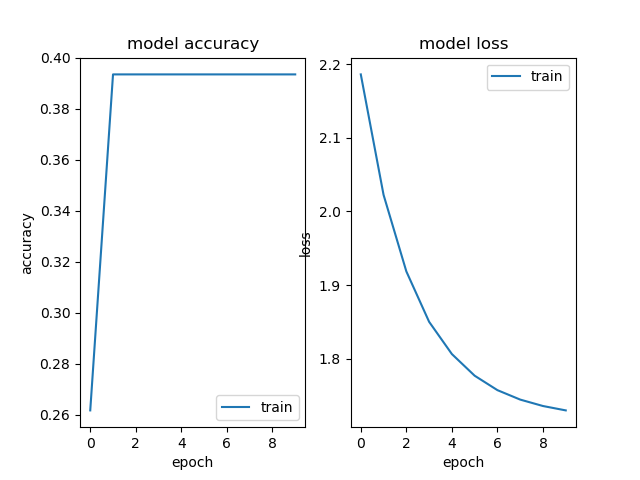 model accuracy
0.40
0.38
0.36
0.34
0.32
0.30
0.28
0.26
accuracy
train
0 2 4 6 8
epoch
model loss
2.2
2.1
2.0
1.9
1.8
loss
train
0 2 4 6 8
epoch